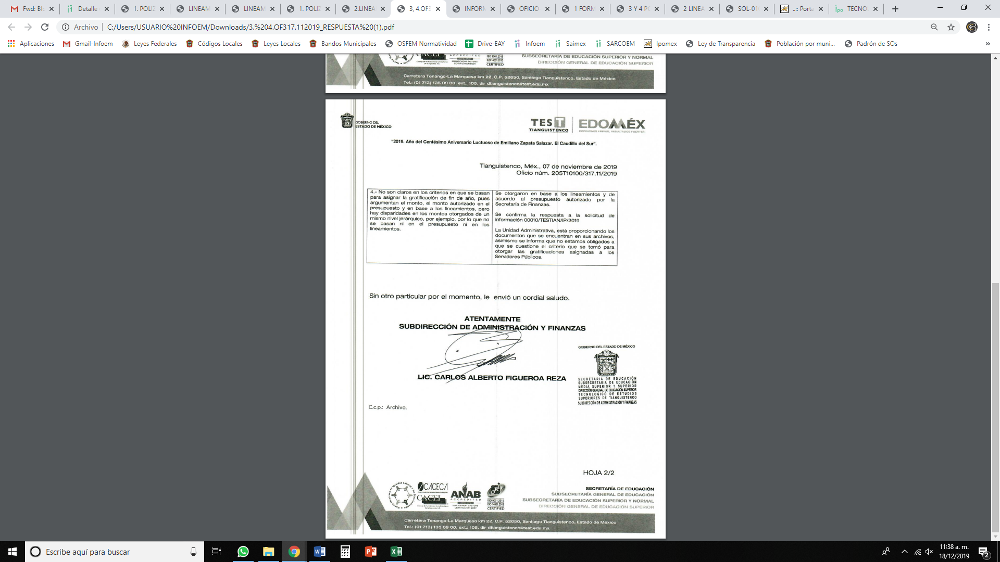 Fwd: Blo
Detalle
1. POLIZ
LINEAM
LINEAM
1. POLIZ
2.LINEA
3, 4.OF3
INFORM
OFICIO-
1 FORM
3 Y 4 PO
2 LINEA
SOL-010
..:: Porta
TECNOL
Archivo
C:/Users/USUARIO%20INFOEM/Downloads/3,%204.OF317.112019_RESPUESTA%20(1).pdf
Aplicaciones
Gmail-Infoem
Leyes Federales
Códigos Locales
Leyes Locales
Bandos Municipales
OSFEM Normatividad
Drive-EAY
Infoem
Saimex
SARCOEM
Ipomex
Ley de Transparencia
Población por muni...
Padrón de SOs
»
CACEI
ACCREDITED
MANAGEMENT SYSTEMS
CERTIFICATION BODY
ISO 9001:2015
ISO 14001:2015
CERTIFIED
SUBSECRETARÍA DE EDUCACIÓN SUPERIOR Y NORMAL
DIRECCIÓN GENERAL DE EDUCACIÓN SUPERIOR
Carretera Tenango-La Marquesa km 22, C.P. 52650, Santiago Tianguistenco, Estado de México
Tel.: (01 713) 135 09 00, ext.: 105. dir_dtianguistenco@test.edu.mx
GOBIERNO DEL
ESTADO DE MÉXICO
TEST
TIANGUISTENCO
EDOMÉX
DECISIONES FIRMES, RESULTADOS FUERTES.
“2019. Año del Centésimo Aniversario Luctuoso de Emiliano Zapata Salazar. El Caudillo del Sur”.
Tianguistenco, Méx., 07 de noviembre de 2019
Oficio núm. 205T10100/317.11/2019
4.- No son claros en los criterios en que se basan
para asignar la gratificación de fin de año, pues
argumentan el monto, el monto autorizado en el
presupuesto y en base a los lineamientos, pero
hay disparidades en los montos otorgados de un
mismo nivel jerárquico, por ejemplo, por lo que no
se basan ni en el presupuesto ni en los
lineamientos.
Se otorgaron en base a los lineamientos y de
acuerdo al presupuesto autorizado por la
Secretaría de Finanzas.
Se confirma la respuesta a la solicitud de
información 00010/TESTIAN/IP/2019
La Unidad Administrativa, está proporcionando los
documentos que se encuentran en sus archivos,
asimismo se informa que no estamos obligados a
que se cuestione el criterio que se tomó para
otorgar las gratificaciones asignadas a los
Servidores Públicos.
Sin otro particular por el momento, le envió un cordial saludo.
ATENTAMENTE
SUBDIRECCIÓN DE ADMINISTRACIÓN Y FINANZAS
LIC. CARLOS ALBERTO FIGUEROA REZA
GOBIERNO DEL ESTADO DE MÉXICO
SECRETARIA DE EDUCACIÓN
SUBSECRETARIA DE EDUCACIÓN
MEDIA SUPERIOR Y SUPERIOR
DIRECCIÓN GENERAL DE EDUCACIÓN SUPERIOR
TECNOLOGICO DE ESTUDIOS
SUPERIORES DE TIANGUISTENCO
SUBDIRECCIÓN DE ADMINISTRACIÓN Y FINANZAS
C.c.p.: Archivo.
HOJA 2/2
CACECA
CACEI
ANAB
ACCREDITED
MANAGEMENT SYSTEMS
CERTIFICATION BODY
ISO 9001:2015
ISO 14001:2015
CERTIFIED
SECRETARÍA DE EDUCACIÓN
SUBSECRETARÍA GENERAL DE EDUCACIÓN
SUBSECRETARÍA DE EDUCACIÓN SUPERIOR Y NORMAL
DIRECCIÓN GENERAL DE EDUCACIÓN SUPERIOR
Carretera Tenango-La Marquesa km 22, C.P. 52650, Santiago Tianguistenco, Estado de México
Tel.: (01 713) 135 09 00, ext.: 105. dir_dtianguistenco@test.edu.mx
Escribe aquí para buscar
11:38 a. m.
18/12/2019
2